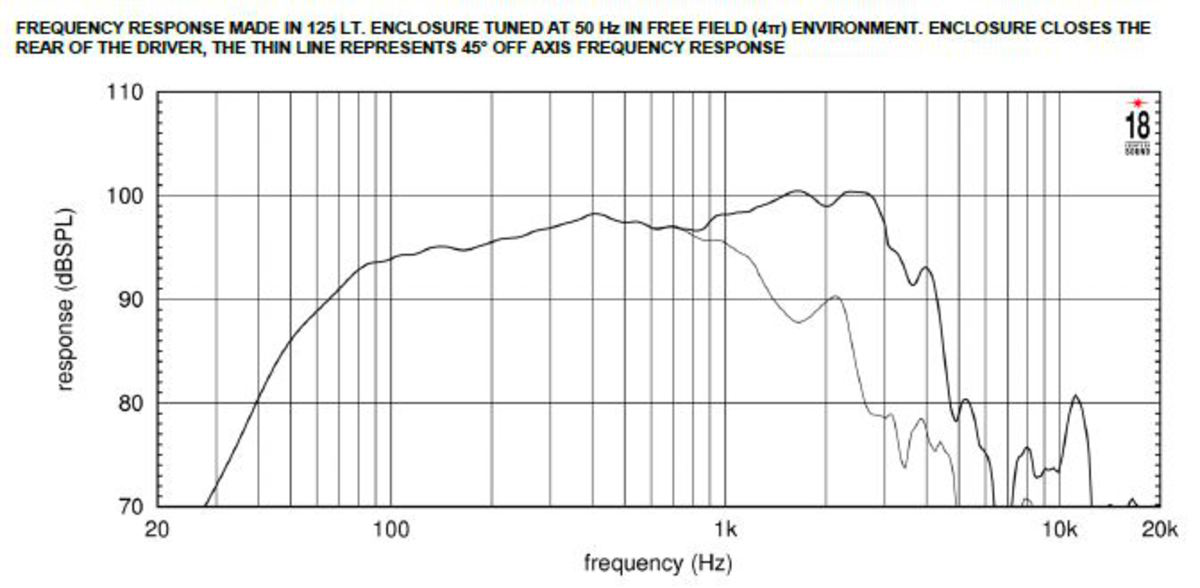 FREQUENCY RESPONSE MADE IN 125 LT. ENCLOSURE TUNED AT 50 Hz IN FREE FIELD (4π) ENVIRONMENT. ENCLOSURE CLOSES THE
REAR OF THE DRIVER, THE THIN LINE REPRESENTS 45° OFF AXIS FREQUENCY RESPONSE
110
100
90
80
70
response (dBSPL)
18
SOUND
20
100
1k
10k
20k
frequency (Hz)